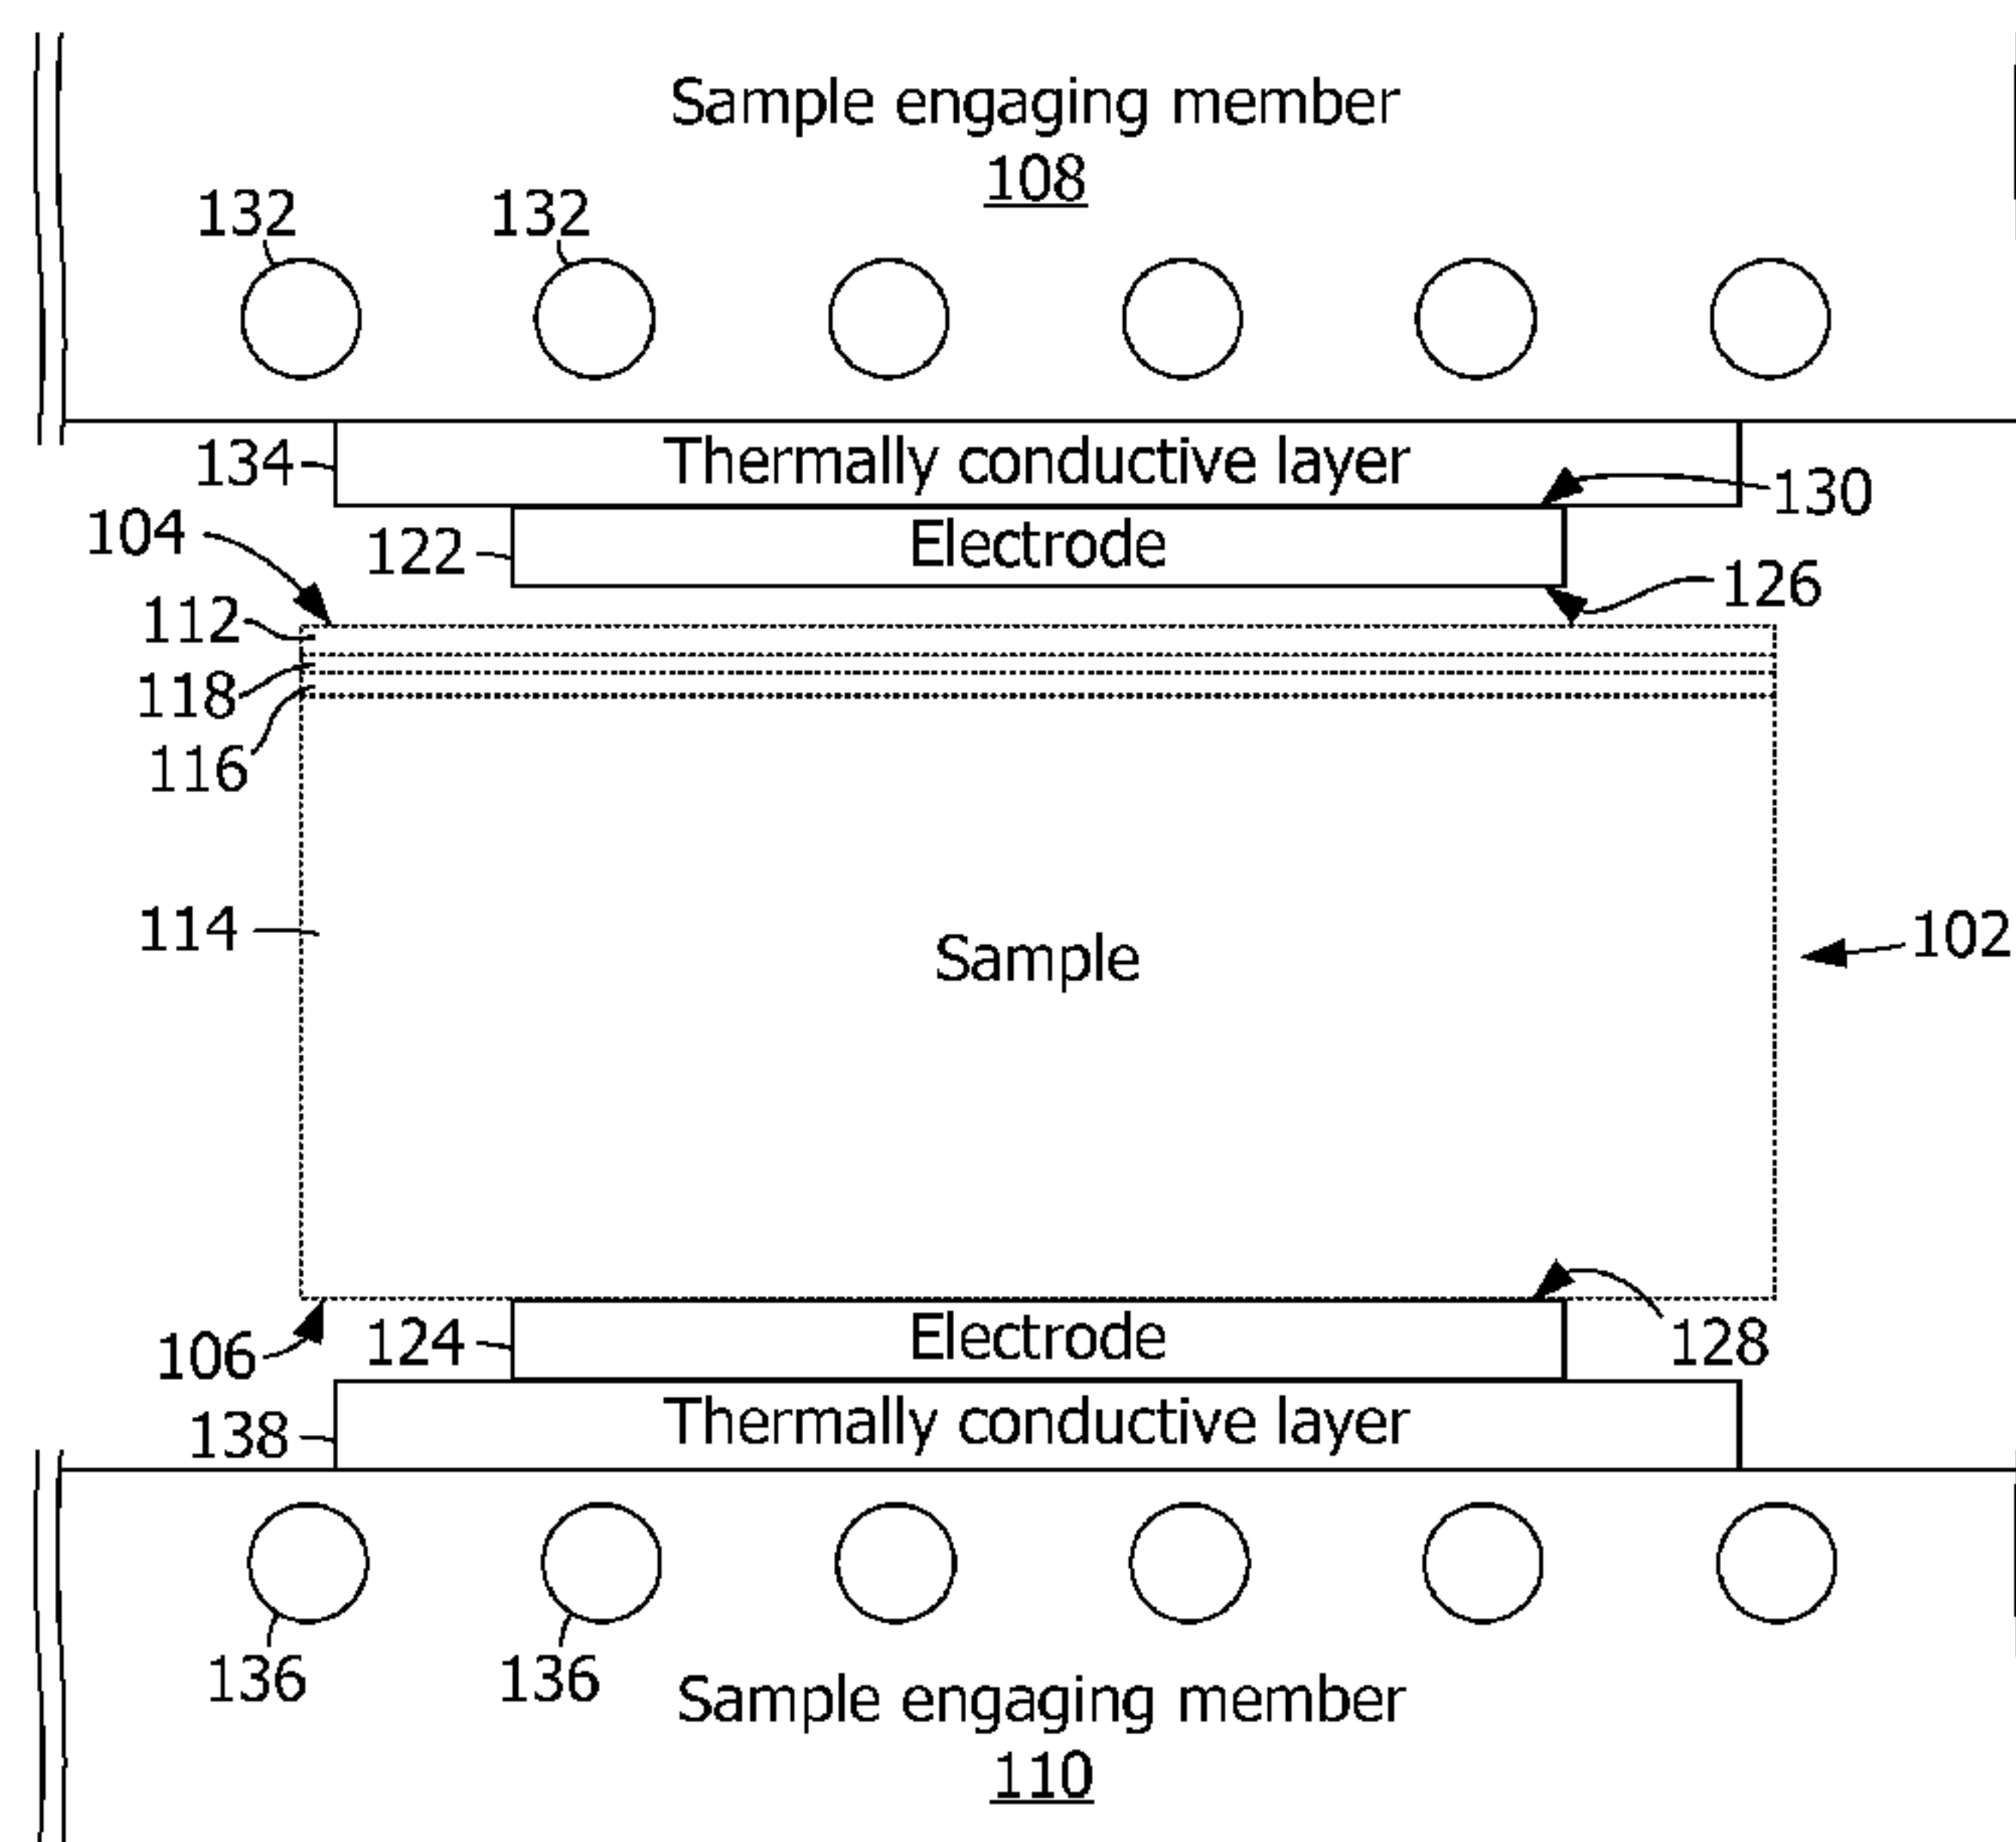 Sample engaging member
108
132 132
134 Thermally conductive layer 130
104 122 Electrode
126
112
118
116
114 Sample 102
106 124 Electrode 128
138 Thermally conductive layer
136 136 Sample engaging member
110